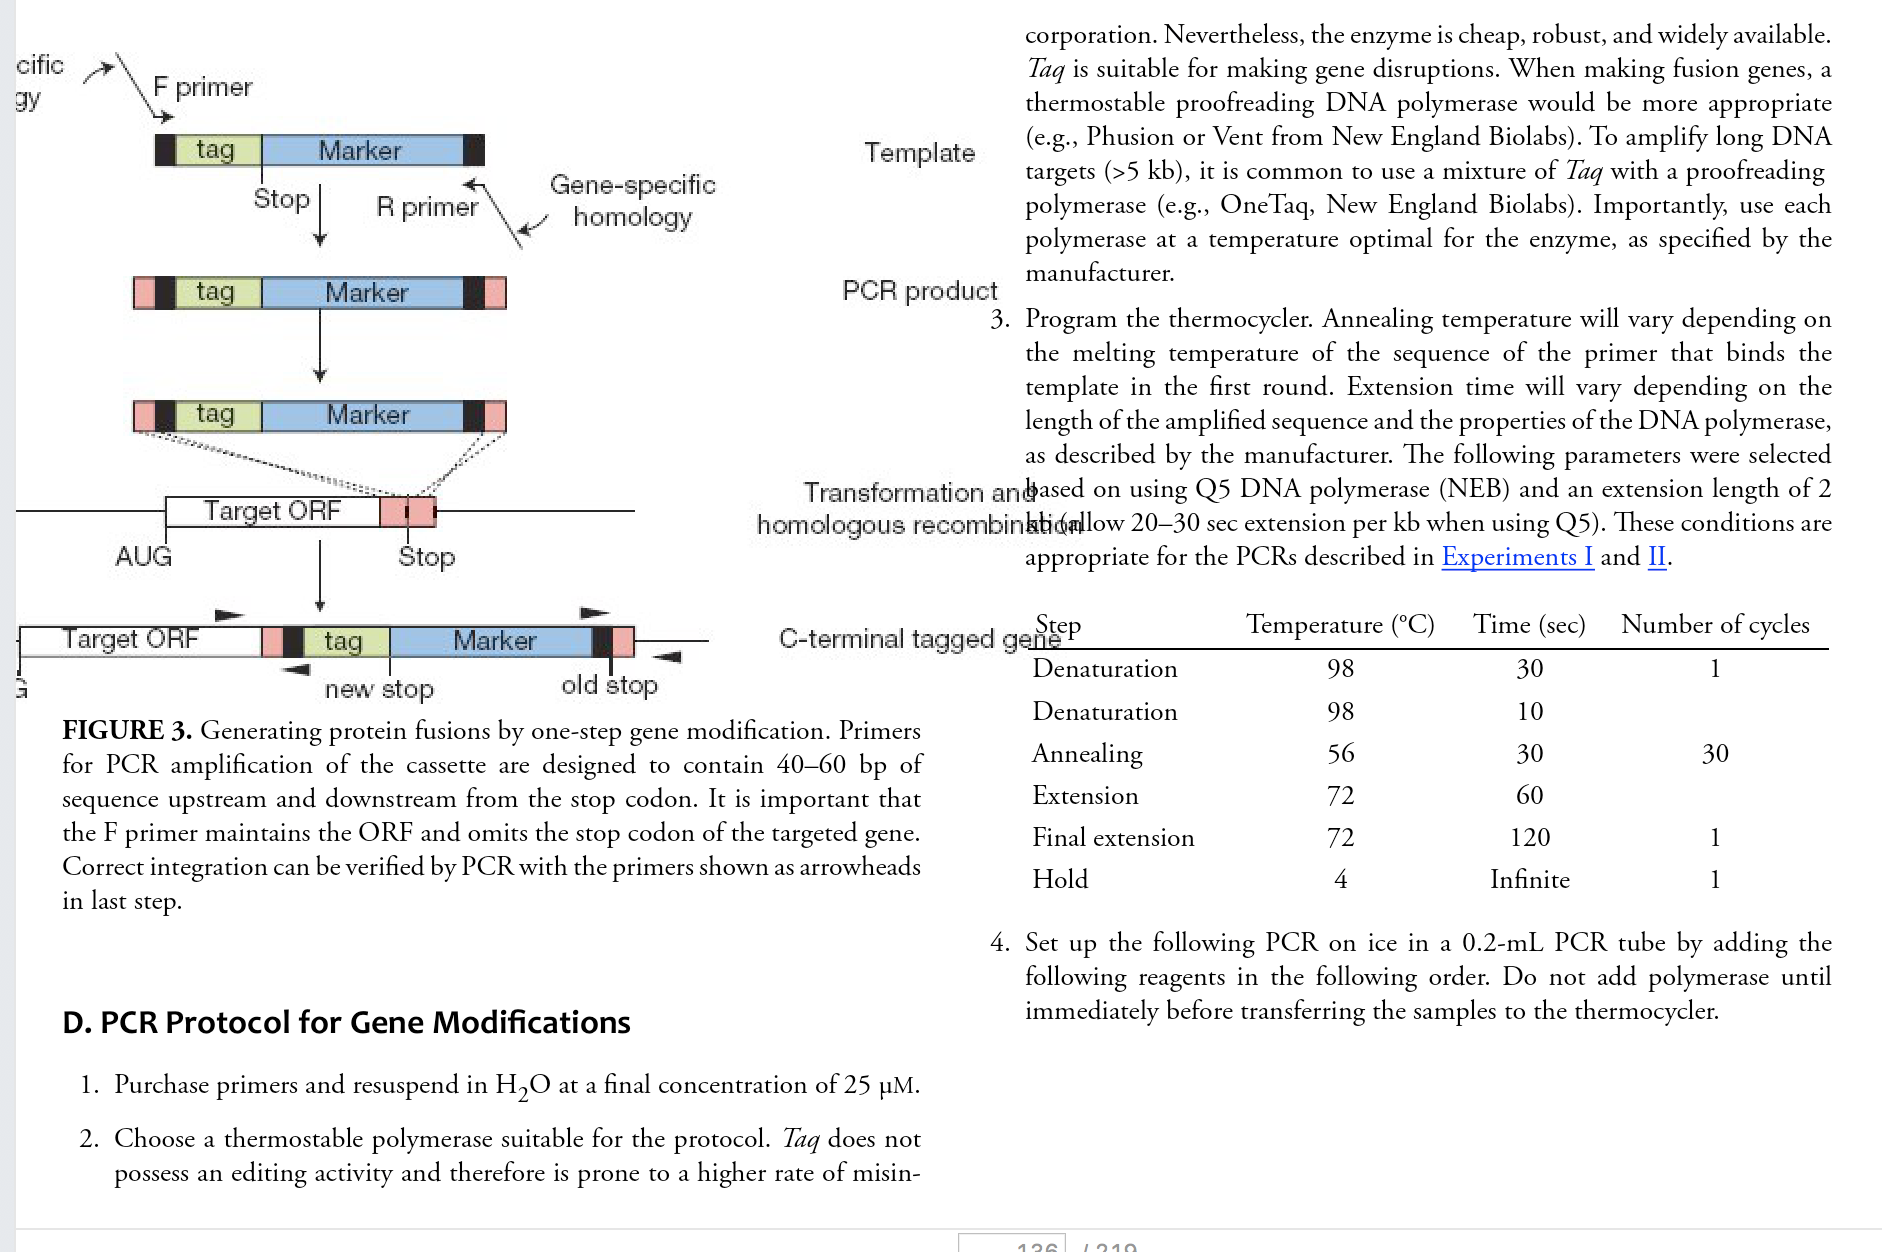 cific
gy
F primer
tag Marker
Template
Stop
R primer
Gene-specific
homology
tag Marker
PCR product
tag Marker
Transformation and
homologous recombination
Target ORF
AUG
Stop
Target ORF tag Marker
C-terminal tagged gene
G
new stop
old stop
FIGURE 3. Generating protein fusions by one-step gene modification. Primers
for PCR amplification of the cassette are designed to contain 40–60 bp of
sequence upstream and downstream from the stop codon. It is important that
the F primer maintains the ORF and omits the stop codon of the targeted gene.
Correct integration can be verified by PCR with the primers shown as arrowheads
in last step.
D. PCR Protocol for Gene Modifications
1. Purchase primers and resuspend in H₂O at a final concentration of 25 μM.
2. Choose a thermostable polymerase suitable for the protocol. Taq does not
possess an editing activity and therefore is prone to a higher rate of misin-
corporation. Nevertheless, the enzyme is cheap, robust, and widely available.
Taq is suitable for making gene disruptions. When making fusion genes, a
thermostable proofreading DNA polymerase would be more appropriate
(e.g., Phusion or Vent from New England Biolabs). To amplify long DNA
targets (>5 kb), it is common to use a mixture of Taq with a proofreading
polymerase (e.g., OneTaq, New England Biolabs). Importantly, use each
polymerase at a temperature optimal for the enzyme, as specified by the
manufacturer.
3. Program the thermocycler. Annealing temperature will vary depending on
the melting temperature of the sequence of the primer that binds the
template in the first round. Extension time will vary depending on the
length of the amplified sequence and the properties of the DNA polymerase,
as described by the manufacturer. The following parameters were selected
based on using Q5 DNA polymerase (NEB) and an extension length of 2
kb (allow 20–30 sec extension per kb when using Q5). These conditions are
appropriate for the PCRs described in Experiments I and II.
Step Temperature (°C) Time (sec) Number of cycles
Denaturation 98 30 1
Denaturation 98 10
Annealing 56 30 30
Extension 72 60
Final extension 72 120 1
Hold 4 Infinite 1
4. Set up the following PCR on ice in a 0.2-mL PCR tube by adding the
following reagents in the following order. Do not add polymerase until
immediately before transferring the samples to the thermocycler.
136 / 219